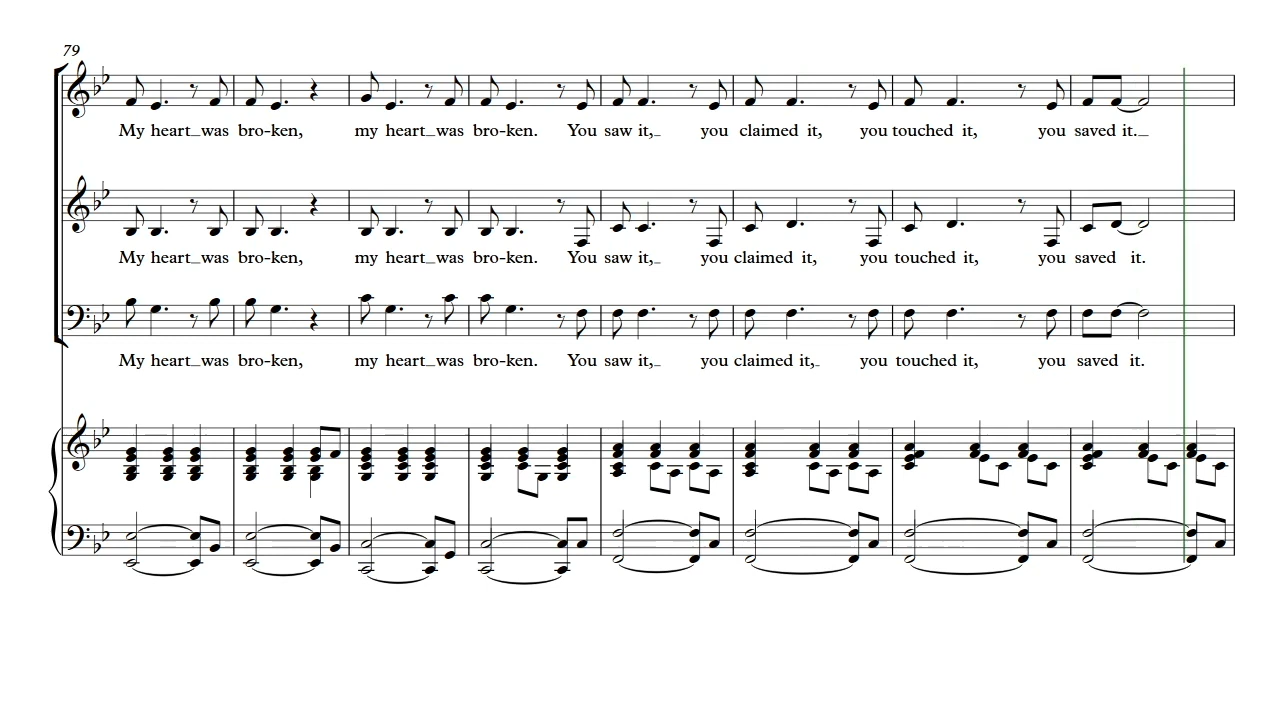 79
My heart_was bro-ken, my heart_was bro-ken. You saw it,_ you claimed it, you touched it, you saved it._
My heart_was bro-ken, my heart_was bro-ken. You saw it,_ you claimed it, you touched it, you saved it.
My heart_was bro-ken, my heart_was bro-ken. You saw it,_ you claimed it,_ you touched it, you saved it.